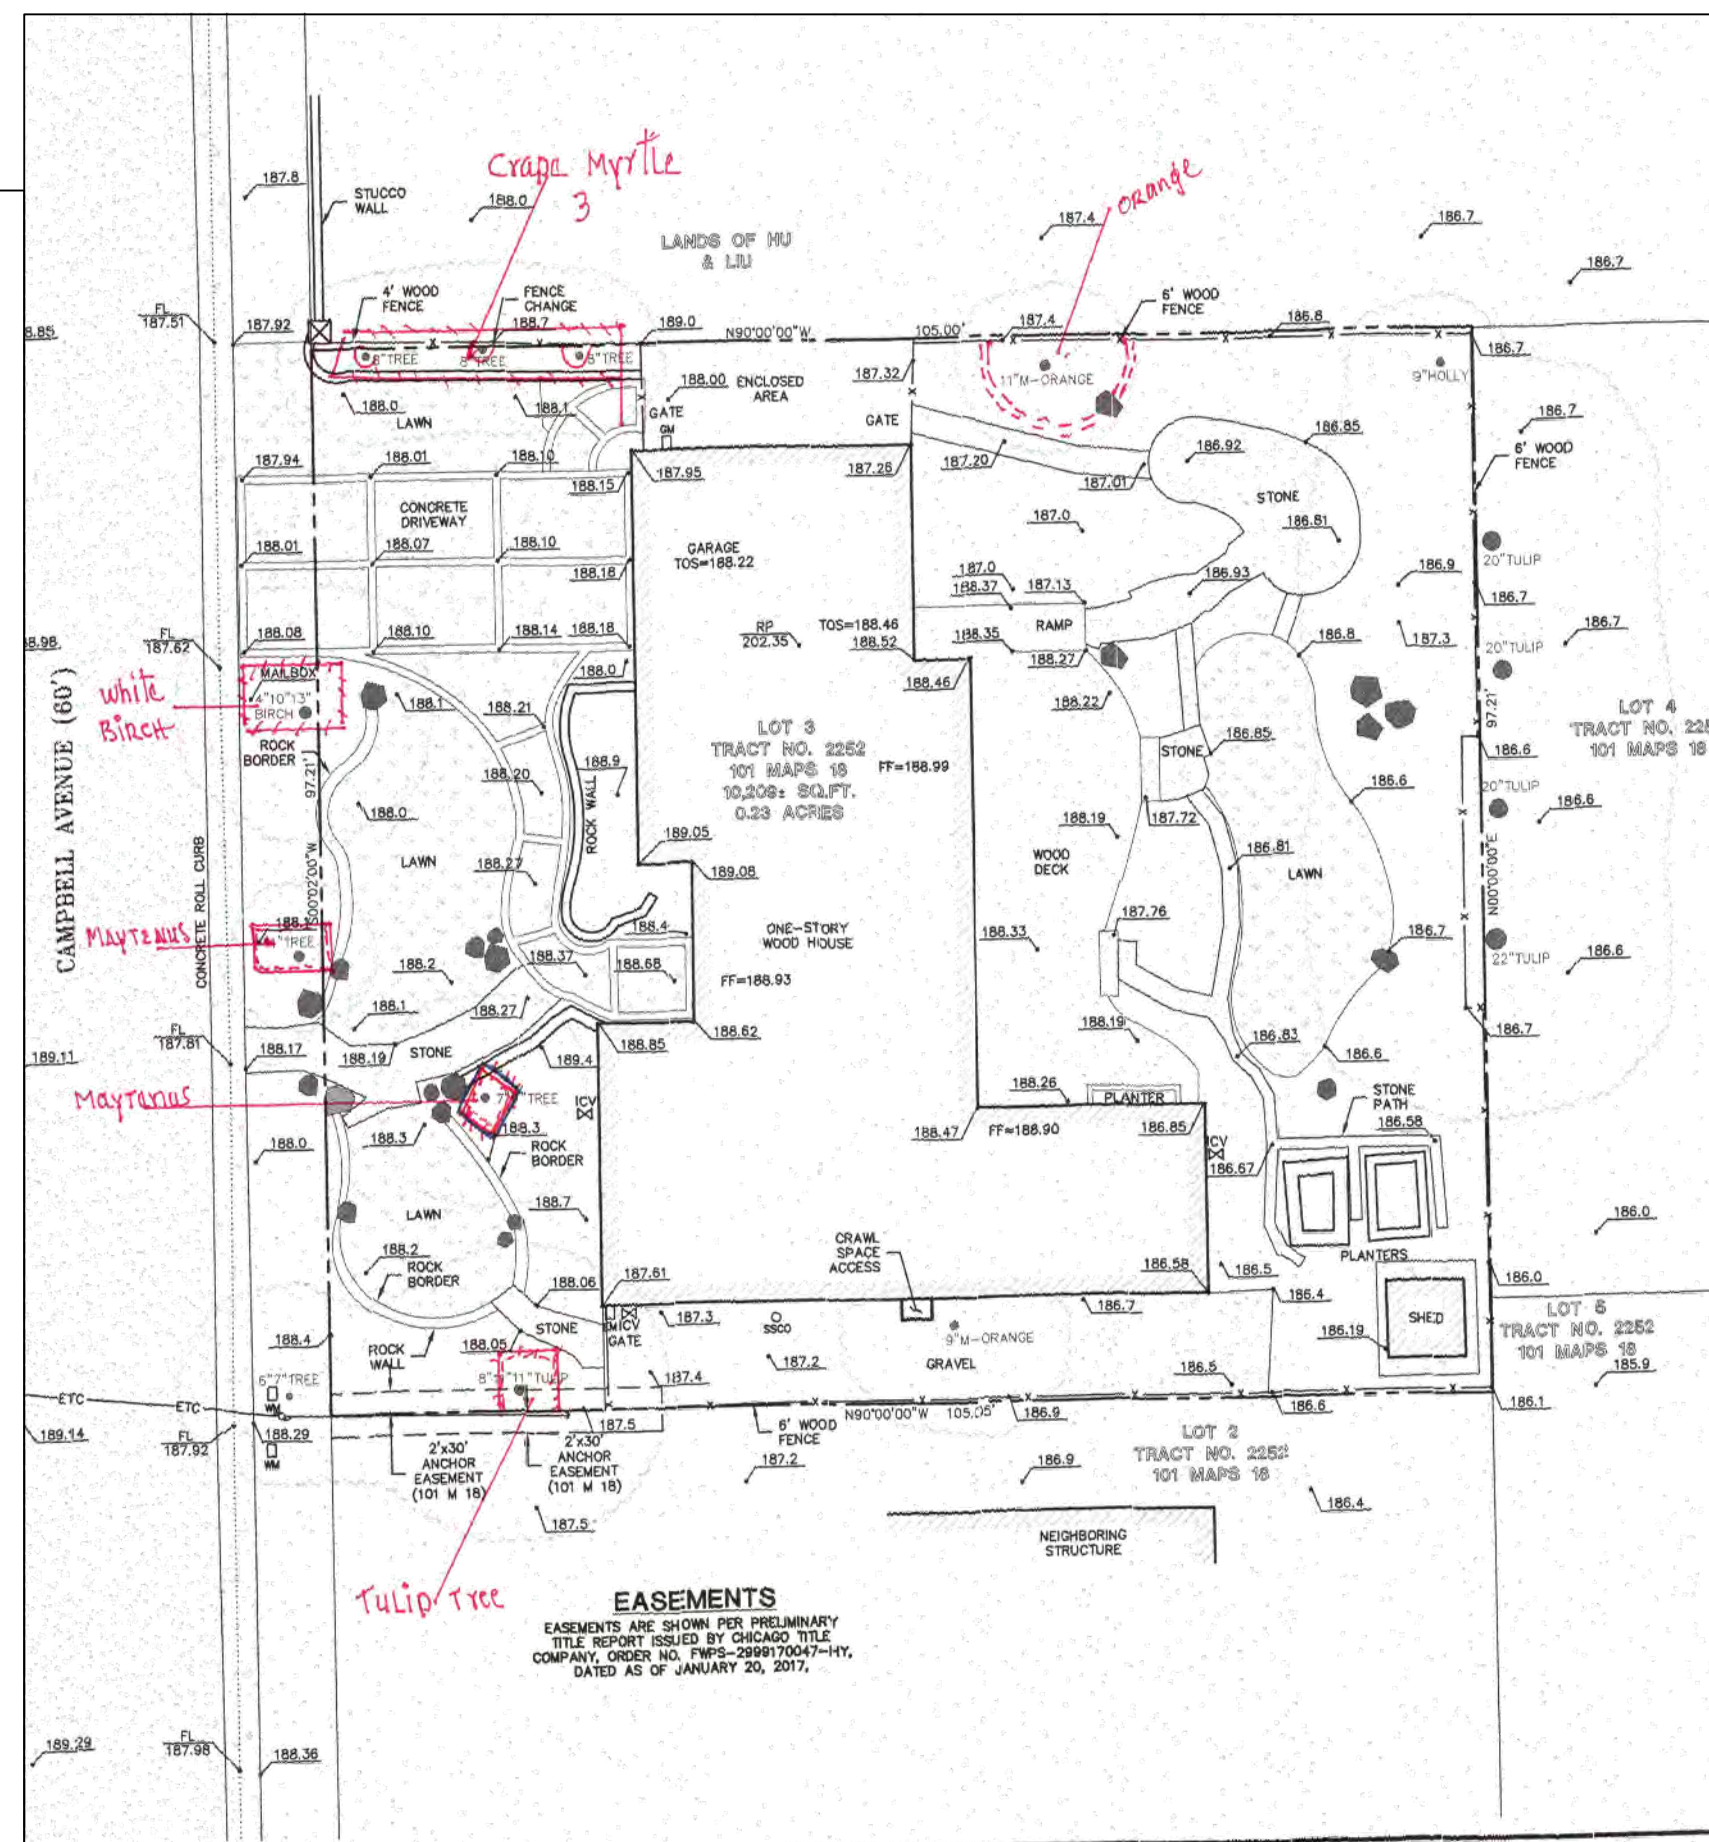 Crape Myrtle
3
ORange
187.8
STUCCO
WALL
188.0
187.4
186.7
LANDS OF HU
& LIU
186.7
4' WOOD
FENCE
FENCE
CHANGE
6' WOOD
FENCE
FL
187.51
187.92
188.7
189.0
N90°00'00"W
105.00'
187.4
186.8
186.7
8"TREE
8"TREE
8"TREE
187.32
11"M-ORANGE
9"HOLLY
188.00
ENCLOSED
AREA
188.0
188.1
LAWN
GATE
GM
GATE
186.7
6' WOOD
FENCE
187.94
188.01
188.10
188.15
187.95
187.26
187.20
187.01
186.92
186.85
STONE
CONCRETE
DRIVEWAY
187.0
186.81
188.01
188.07
188.10
188.18
GARAGE
TOS=188.22
20"TULIP
187.0
188.37
187.13
186.93
186.9
186.7
FL
187.62
188.08
188.10
188.14
188.18
RP
202.35
TOS=188.46
188.52
188.35
RAMP
188.27
186.8
187.3
186.7
20"TULIP
White
BiRCH
MAILBOX
4"10"13"
BIRCH
188.1
188.0
188.21
188.46
188.22
ROCK
BORDER
97.21'
LOT 3
TRACT NO. 2252
101 MAPS 18
10,209± SQ.FT.
0.23 ACRES
FF=188.99
STONE
186.85
97.21'
LOT 4
101 MAPS 18
186.6
188.20
188.9
ROCK WALL
188.0
20"TULIP
186.6
186.6
CAMPBELL AVENUE (60')
CONCRETE ROLL CURB
S00°02'00"W
LAWN
188.27
189.05
189.08
188.19
187.72
WOOD
DECK
186.81
LAWN
N00°00'00"E
MAYTENUS
188.1
TREE
188.4
ONE-STORY
WOOD HOUSE
188.33
187.76
186.7
22"TULIP
186.6
188.2
188.37
188.68
FF=188.93
188.1
188.27
188.62
188.19
186.83
186.7
FL
187.81
188.17
188.19
STONE
188.85
189.4
186.6
189.11
Maytenus
TREE
ICV
188.26
PLANTER
STONE
PATH
188.0
188.3
188.3
ROCK
BORDER
188.47
FF=188.90
186.85
186.58
186.67
LAWN
188.7
186.0
188.2
ROCK
BORDER
CRAWL
SPACE
ACCESS
PLANTERS
188.06
187.61
186.58
186.5
186.4
186.0
188.4
ROCK
WALL
188.05
STONE
GATE
187.3
SSCO
9"M-ORANGE
186.7
186.19
SHED
LOT 5
TRACT NO. 2252
101 MAPS 18
6"7"TREE
187.4
187.2
GRAVEL
186.5
185.9
ETC
ETC
WM
187.5
6' WOOD
FENCE
N90°00'00"W
105.05'
186.9
186.6
186.1
189.14
FL
187.92
188.29
WM
2'x30'
ANCHOR
EASEMENT
(101 M 18)
2'x30'
ANCHOR
EASEMENT
(101 M 18)
187.2
186.9
LOT 2
TRACT NO. 2252
101 MAPS 18
187.5
186.4
NEIGHBORING
STRUCTURE
TuLip Tree
EASEMENTS
EASEMENTS ARE SHOWN PER PRELIMINARY
TITLE REPORT ISSUED BY CHICAGO TITLE
COMPANY, ORDER NO. FWPS-2999170047-HY,
DATED AS OF JANUARY 20, 2017.
189.29
FL
187.98
188.36